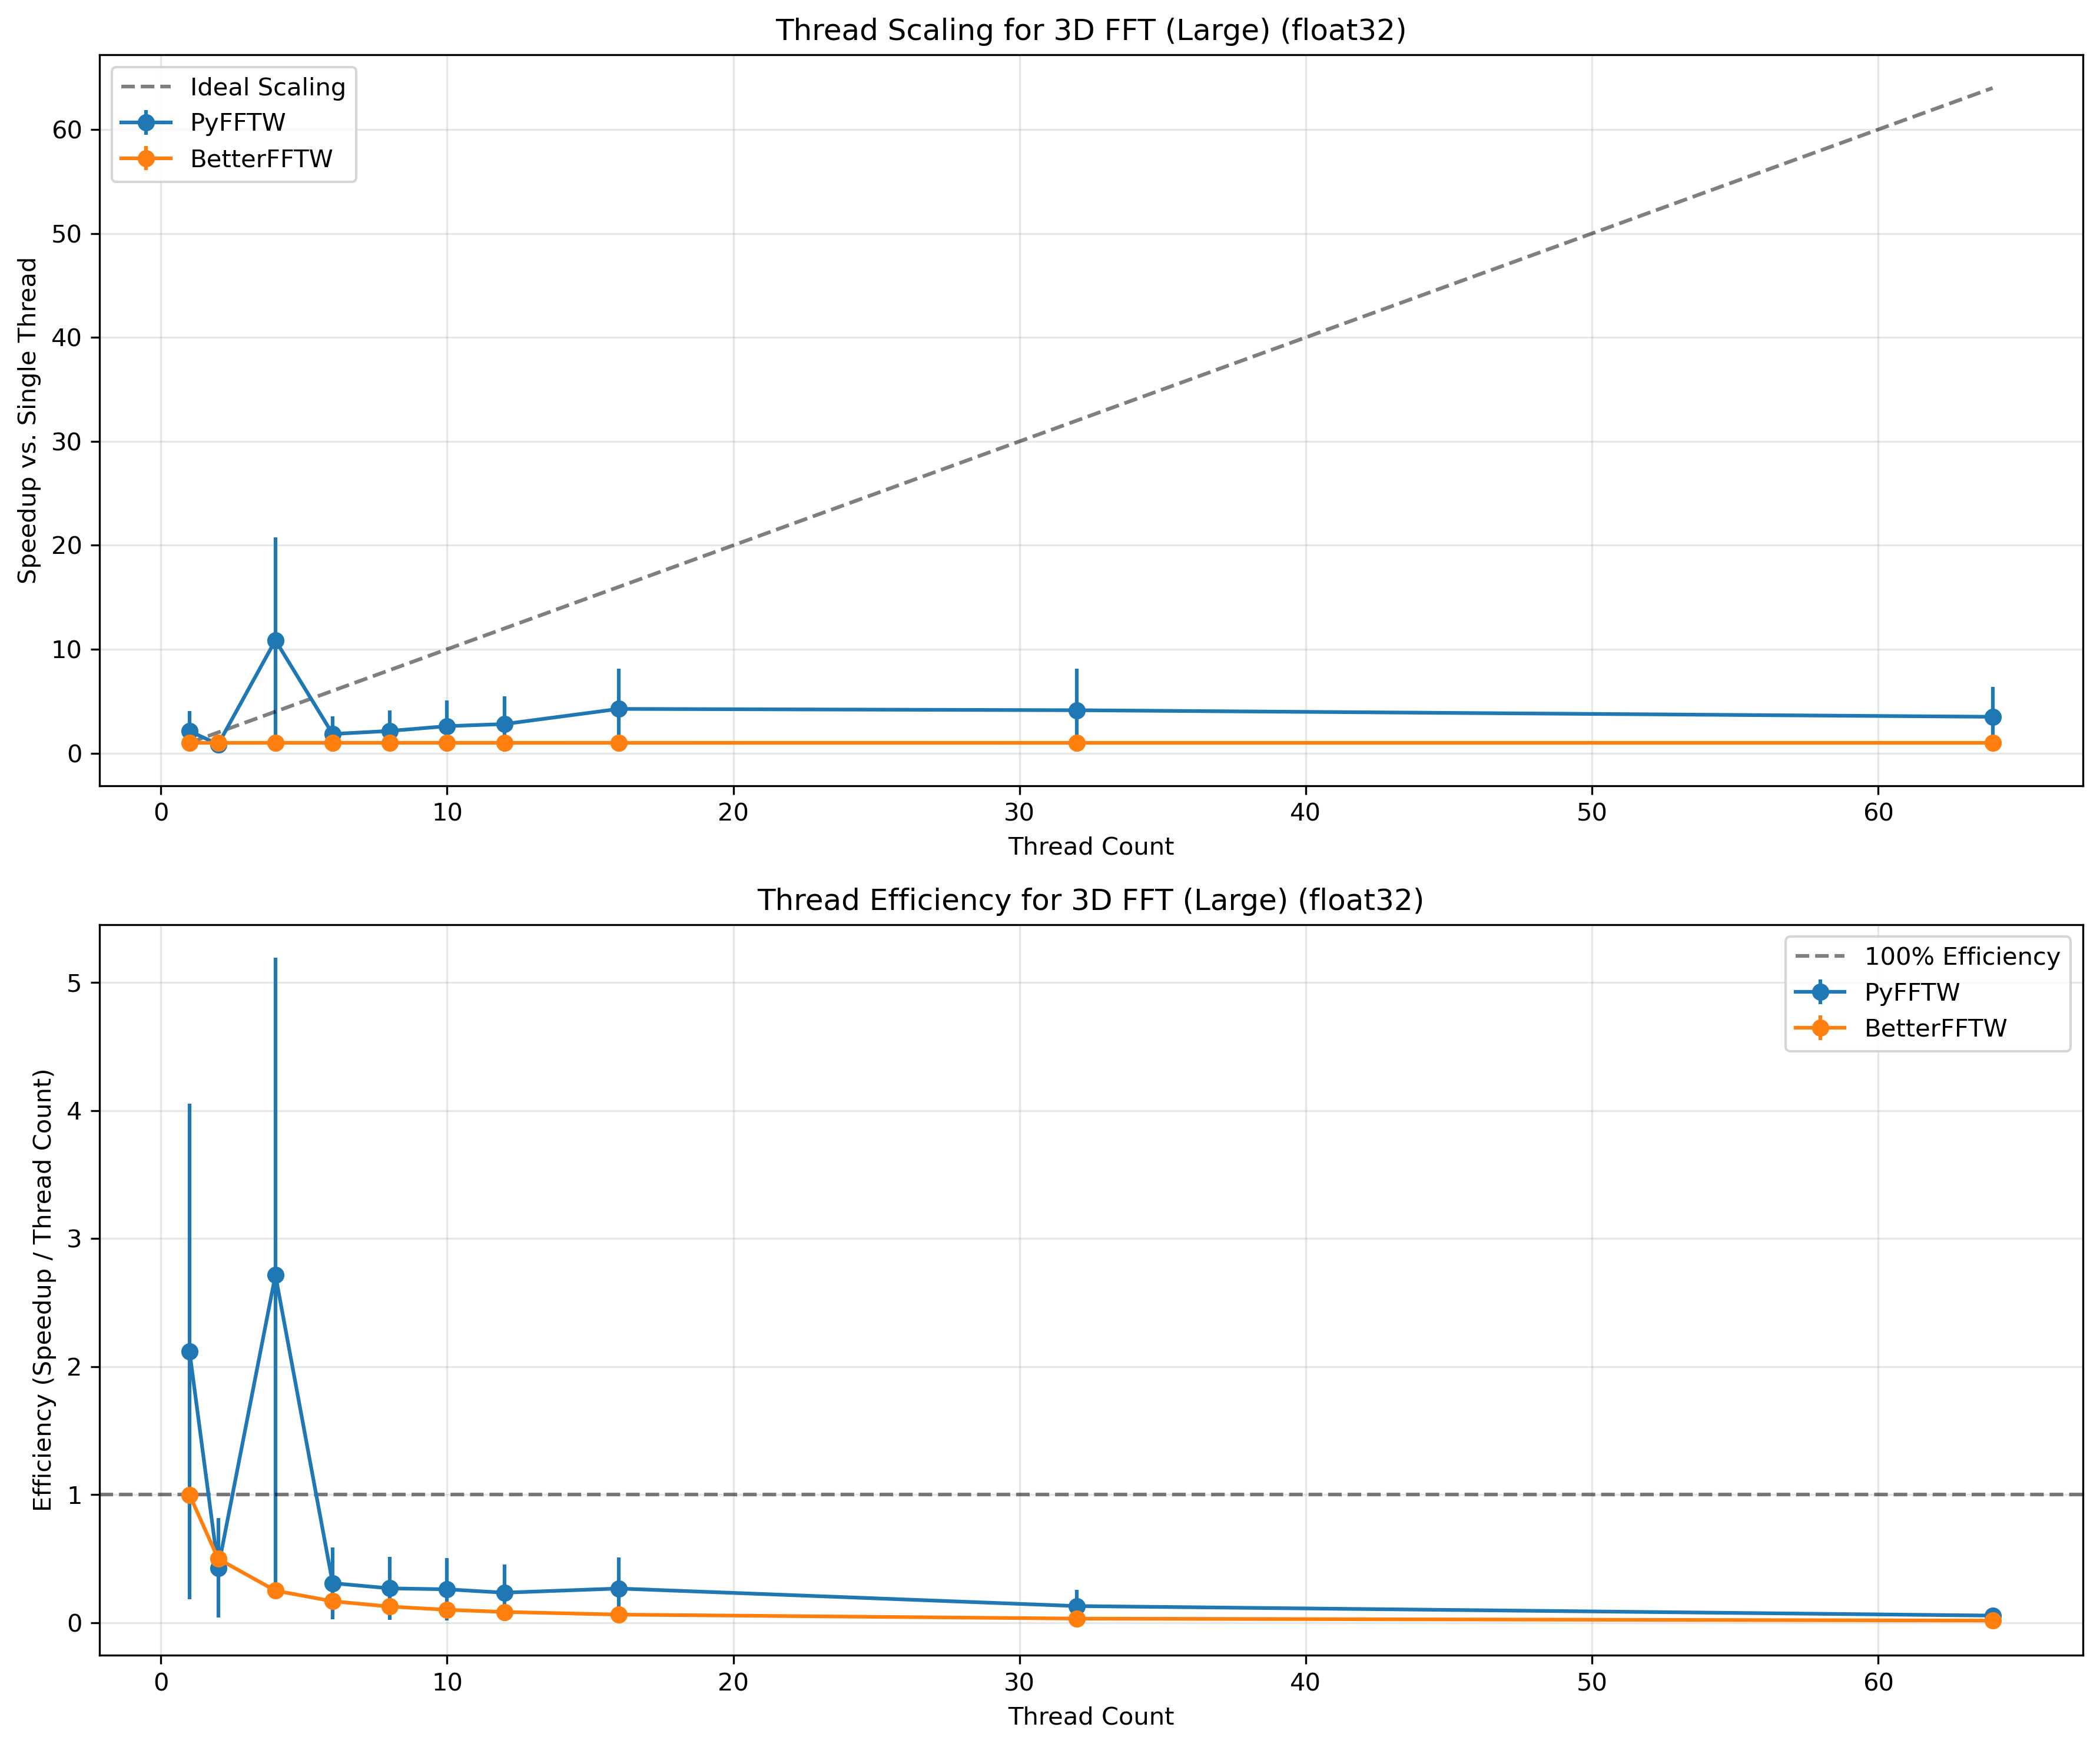 Thread Scaling for 3D FFT (Large) (float32)
Ideal Scaling
PyFFTW
BetterFFTW
Speedup vs. Single Thread
60
50
40
30
20
10
0
0 10 20 30 40 50 60
Thread Count
Thread Efficiency for 3D FFT (Large) (float32)
100% Efficiency
PyFFTW
BetterFFTW
Efficiency (Speedup / Thread Count)
5
4
3
2
1
0
0 10 20 30 40 50 60
Thread Count